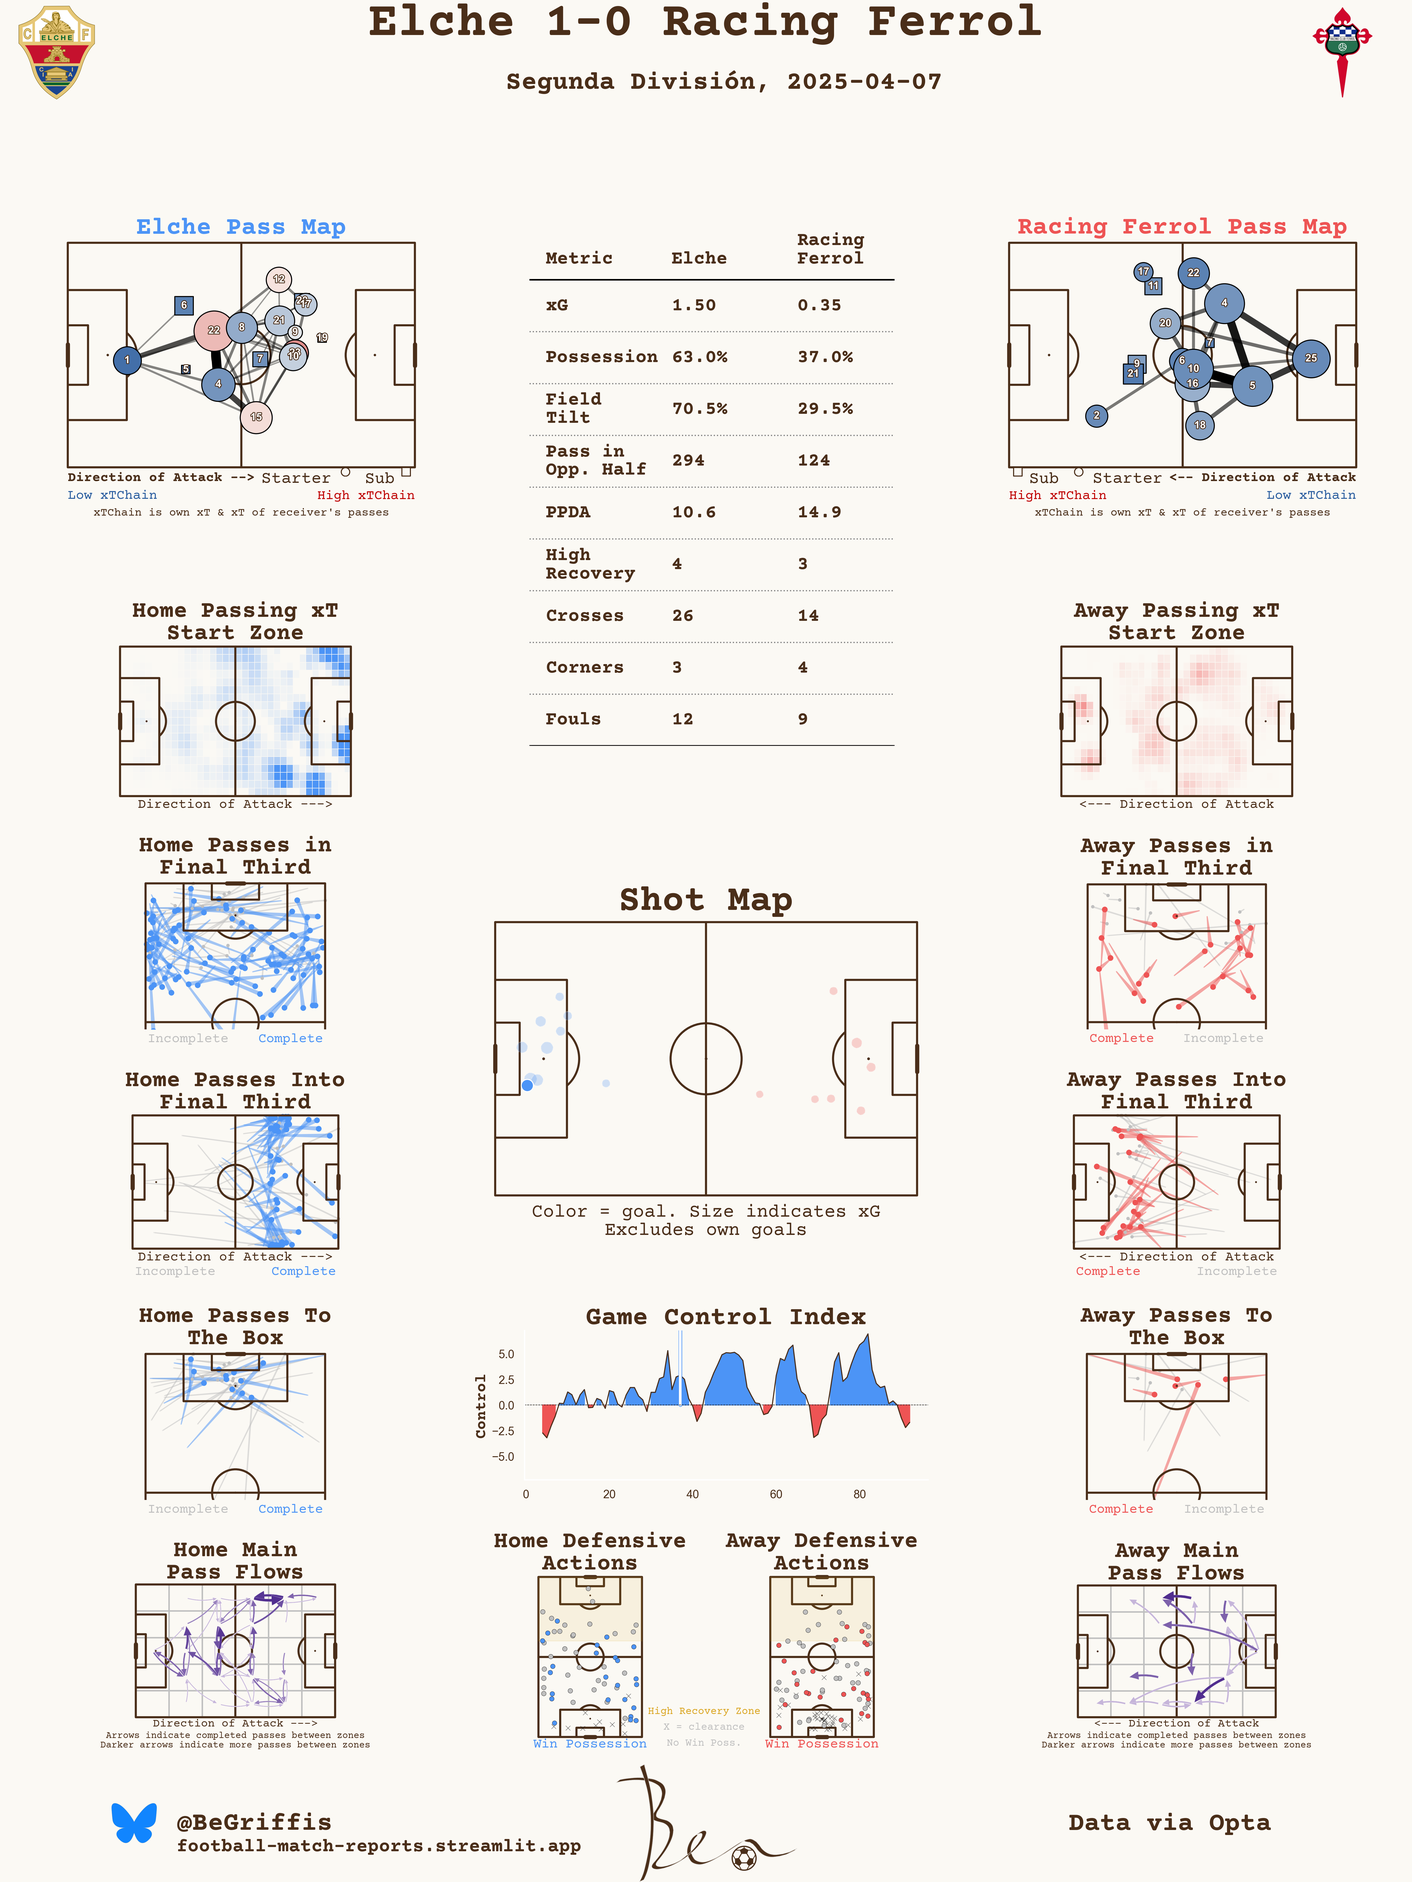 Elche 1-0 Racing Ferrol
Segunda División, 2025-04-07
C F
ELCHE
Elche Pass Map
12
6
17
22
8
21
9
19
1
7
10
5
4
15
Direction of Attack --> Starter Sub
Low xTChain High xTChain
xTChain is own xT & xT of receiver's passes
Metric Elche Racing Ferrol
xG 1.50 0.35
Possession 63.0% 37.0%
Field Tilt 70.5% 29.5%
Pass in Opp. Half 294 124
PPDA 10.6 14.9
High Recovery 4 3
Crosses 26 14
Corners 3 4
Fouls 12 9
Racing Ferrol Pass Map
17
22
11
4
20
7
6
25
9
10
21
16
5
2
18
Sub Starter <-- Direction of Attack
High xTChain Low xTChain
xTChain is own xT & xT of receiver's passes
Home Passing xT
Start Zone
Direction of Attack --->
Away Passing xT
Start Zone
<--- Direction of Attack
Home Passes in
Final Third
Incomplete Complete
Away Passes in
Final Third
Complete Incomplete
Shot Map
Color = goal. Size indicates xG
Excludes own goals
Home Passes Into
Final Third
Direction of Attack --->
Incomplete Complete
Away Passes Into
Final Third
<--- Direction of Attack
Complete Incomplete
Home Passes To
The Box
Incomplete Complete
Game Control Index
Control
5.0
2.5
0.0
−2.5
−5.0
0 20 40 60 80
Away Passes To
The Box
Complete Incomplete
Home Main
Pass Flows
Direction of Attack --->
Arrows indicate completed passes between zones
Darker arrows indicate more passes between zones
Home Defensive
Actions
Win Possession
High Recovery Zone
X = clearance
No Win Poss.
Away Defensive
Actions
Win Possession
Away Main
Pass Flows
<--- Direction of Attack
Arrows indicate completed passes between zones
Darker arrows indicate more passes between zones
@BeGriffis
football-match-reports.streamlit.app
Ben
Data via Opta